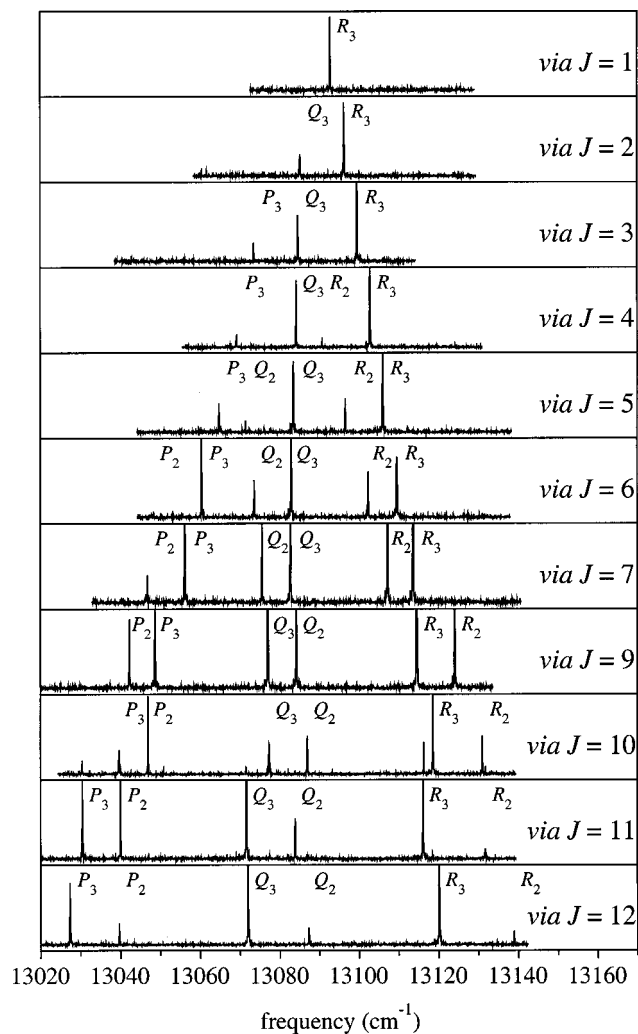 R₃
via J = 1
Q₃ R₃
via J = 2
P₃ Q₃ R₃
via J = 3
P₃ Q₃ R₂ R₃
via J = 4
P₃ Q₂ Q₃ R₂ R₃
via J = 5
P₂ P₃ Q₂ Q₃ R₂ R₃
via J = 6
P₂ P₃ Q₂ Q₃ R₂ R₃
via J = 7
P₂ P₃ Q₃ Q₂ R₃ R₂
via J = 9
P₃ P₂ Q₃ Q₂ R₃ R₂
via J = 10
P₃ P₂ Q₃ Q₂ R₃ R₂
via J = 11
P₃ P₂ Q₃ Q₂ R₃ R₂
via J = 12
13020 13040 13060 13080 13100 13120 13140 13160
frequency (cm⁻¹)